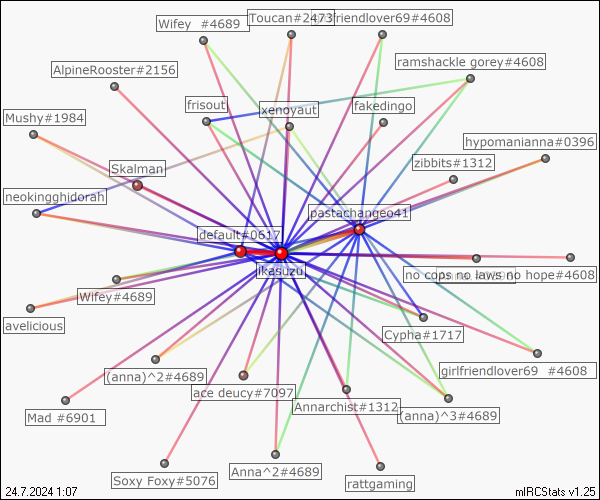 Wifey  #4689
Toucan#2473
friendlover69#4608
ramshackle gorey#4608
AlpineRooster#2156
frisout
xenoyaut
fakedingo
Mushy#1984
hypomanianna#0396
zibbits#1312
Skalman
neokingghidorah
pastachangeo41
default#0617
ikasuzu
no cops no laws no hope#4608
Wifey#4689
avelicious
Cypha#1717
girlfriendlover69  #4608
(anna)^2#4689
ace deucy#7097
Annarchist#1312
(anna)^3#4689
Mad #6901
Anna^2#4689
Soxy Foxy#5076
rattgaming
24.7.2024 1:07
mIRCStats v1.25